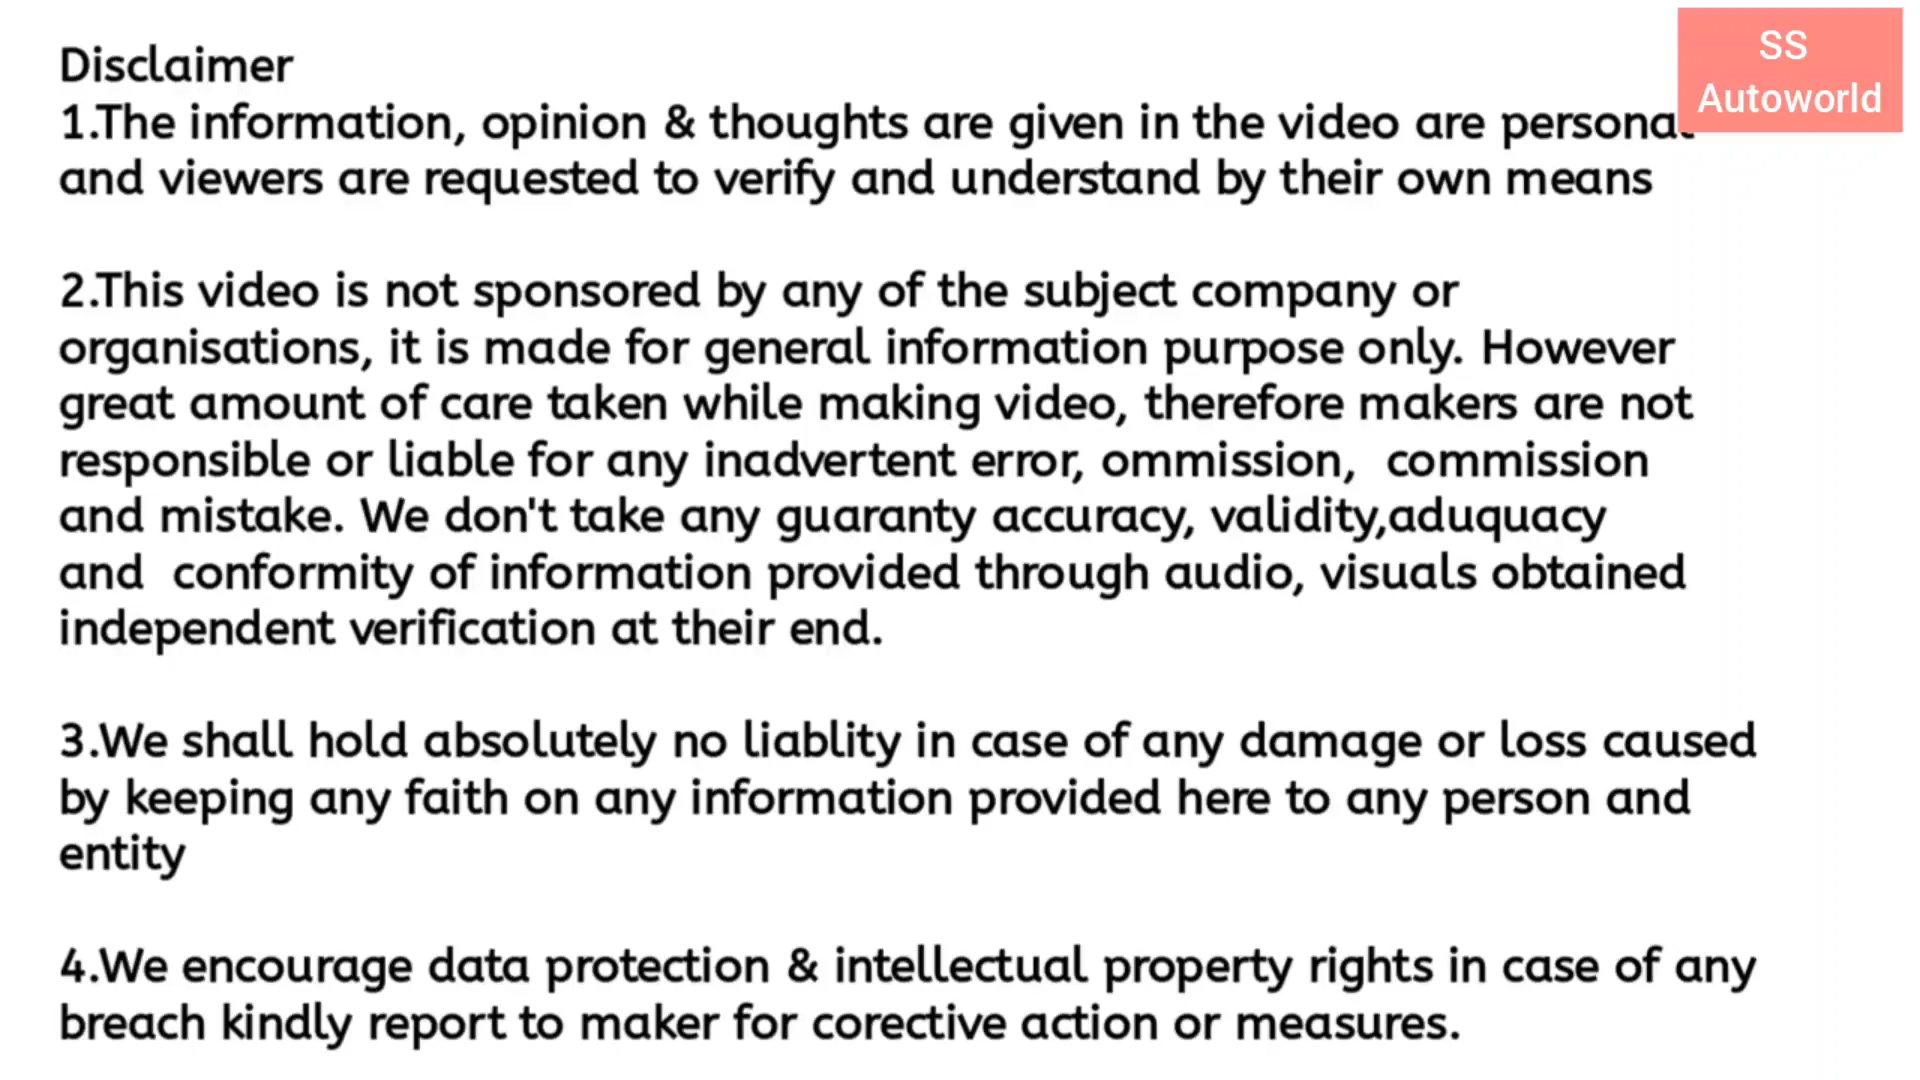 Disclaimer
SS
Autoworld
1.The information, opinion & thoughts are given in the video are personal
and viewers are requested to verify and understand by their own means
2.This video is not sponsored by any of the subject company or
organisations, it is made for general information purpose only. However
great amount of care taken while making video, therefore makers are not
responsible or liable for any inadvertent error, ommission, commission
and mistake. We don't take any guaranty accuracy, validity,aduquacy
and conformity of information provided through audio, visuals obtained
independent verification at their end.
3.We shall hold absolutely no liablity in case of any damage or loss caused
by keeping any faith on any information provided here to any person and
entity
4.We encourage data protection & intellectual property rights in case of any
breach kindly report to maker for corective action or measures.